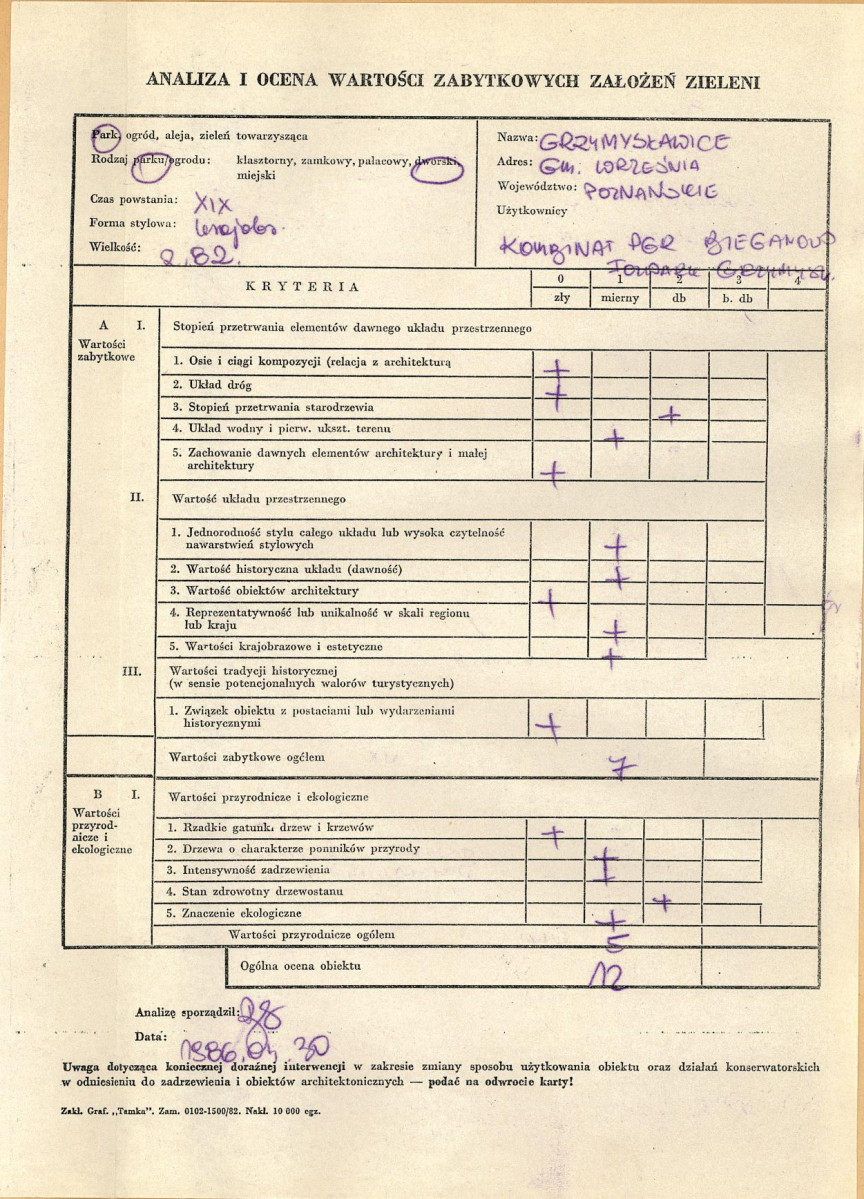 ANALIZA I OCENA WARTOŚCI ZABYTKOWYCH ZAŁOŻEŃ ZIELENI
Park, ogród, aleja, zieleń towarzysząca
Rodzaj parku/ogrodu: klasztorny, zamkowy, pałacowy, dworski,
miejski
Czas powstania: XIX
Forma stylowa: krajobr.
Wielkość: 2.82.
Nazwa: GRZYMYSŁAWICE
Adres: GM. WRZEŚNIA
Województwo: POZNAŃSKIE
Użytkownicy
KOMBINAT PGR BIEGANOWO
KRYTERIA
0 1 2 3 4
zły mierny db b. db
A I. Stopień przetrwania elementów dawnego układu przestrzennego
Wartości
zabytkowe
1. Osie i ciągi kompozycji (relacja z architekturą +
2. Układ dróg +
3. Stopień przetrwania starodrzewia +
4. Układ wodny i pierw. ukszt. terenu +
5. Zachowanie dawnych elementów architektury i małej
architektury +
II. Wartość układu przestrzennego
1. Jednorodność stylu całego układu lub wysoka czytelność
nawarstwień stylowych +
2. Wartość historyczna układu (dawność) +
3. Wartość obiektów architektury +
4. Reprezentatywność lub unikalność w skali regionu
lub kraju +
5. Wartości krajobrazowe i estetyczne +
III. Wartości tradycji historycznej
(w sensie potencjonalnych walorów turystycznych)
1. Związek obiektu z postaciami lub wydarzeniami
historycznymi +
Wartości zabytkowe ogółem 7
B I. Wartości przyrodnicze i ekologiczne
Wartości
przyrod-
nicze i
ekologiczne
1. Rzadkie gatunki drzew i krzewów +
2. Drzewa o charakterze pomników przyrody +
3. Intensywność zadrzewienia +
4. Stan zdrowotny drzewostanu +
5. Znaczenie ekologiczne +
Wartości przyrodnicze ogółem 5
Ogólna ocena obiektu 12
Analizę sporządził:
Data: 1986.04.30
Uwaga dotycząca koniecznej doraźnej interwencji w zakresie zmiany sposobu użytkowania obiektu oraz działań konserwatorskich
w odniesieniu do zadrzewienia i obiektów architektonicznych — podać na odwrocie karty!
Zakł. Graf. „Tamka". Zam. 0102-1500/82. Nakł. 10 000 egz.